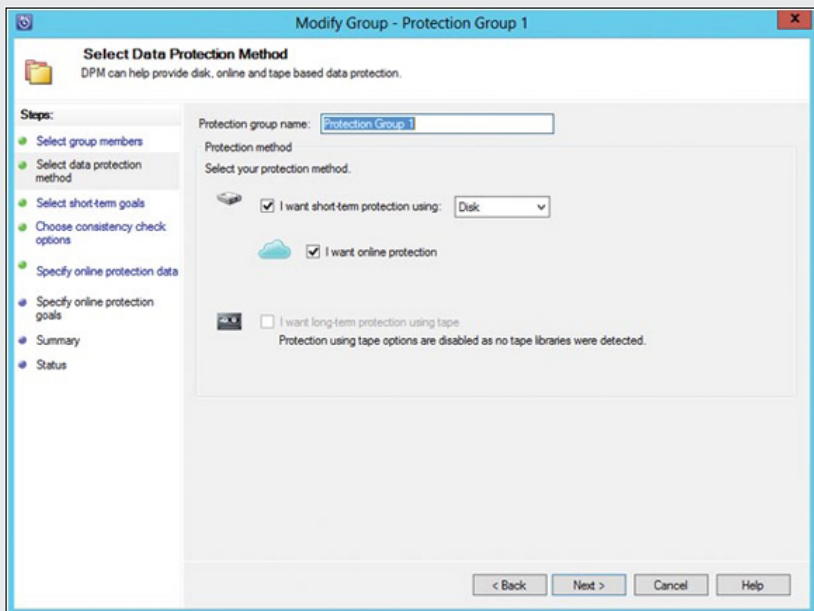 Modify Group - Protection Group 1
x
Select Data Protection Method
DPM can help provide disk, online and tape based data protection.
Steps:
Select group members
Select data protection
method
Select short-term goals
Choose consistency check
options
Specify online protection data
Specify online protection
goals
Summary
Status
Protection group name: Protection Group 1
Protection method
Select your protection method.
I want short-term protection using: Disk
I want online protection
I want long-term protection using tape
Protection using tape options are disabled as no tape libraries were detected.
< Back Next > Cancel Help